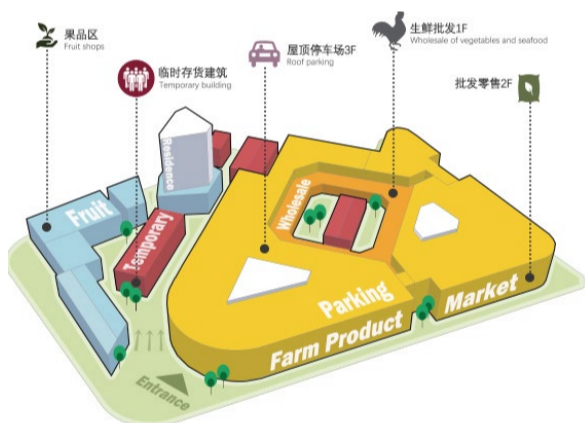 果品区
Fruit shops
临时存货建筑
Temporary building
屋顶停车场3F
Roof parking
生鲜批发1F
Wholesale of vegetables and seafood
批发零售2F
Residence
Fruit
Temporary
Wholesale
Parking
Farm Product
Market
Entrance